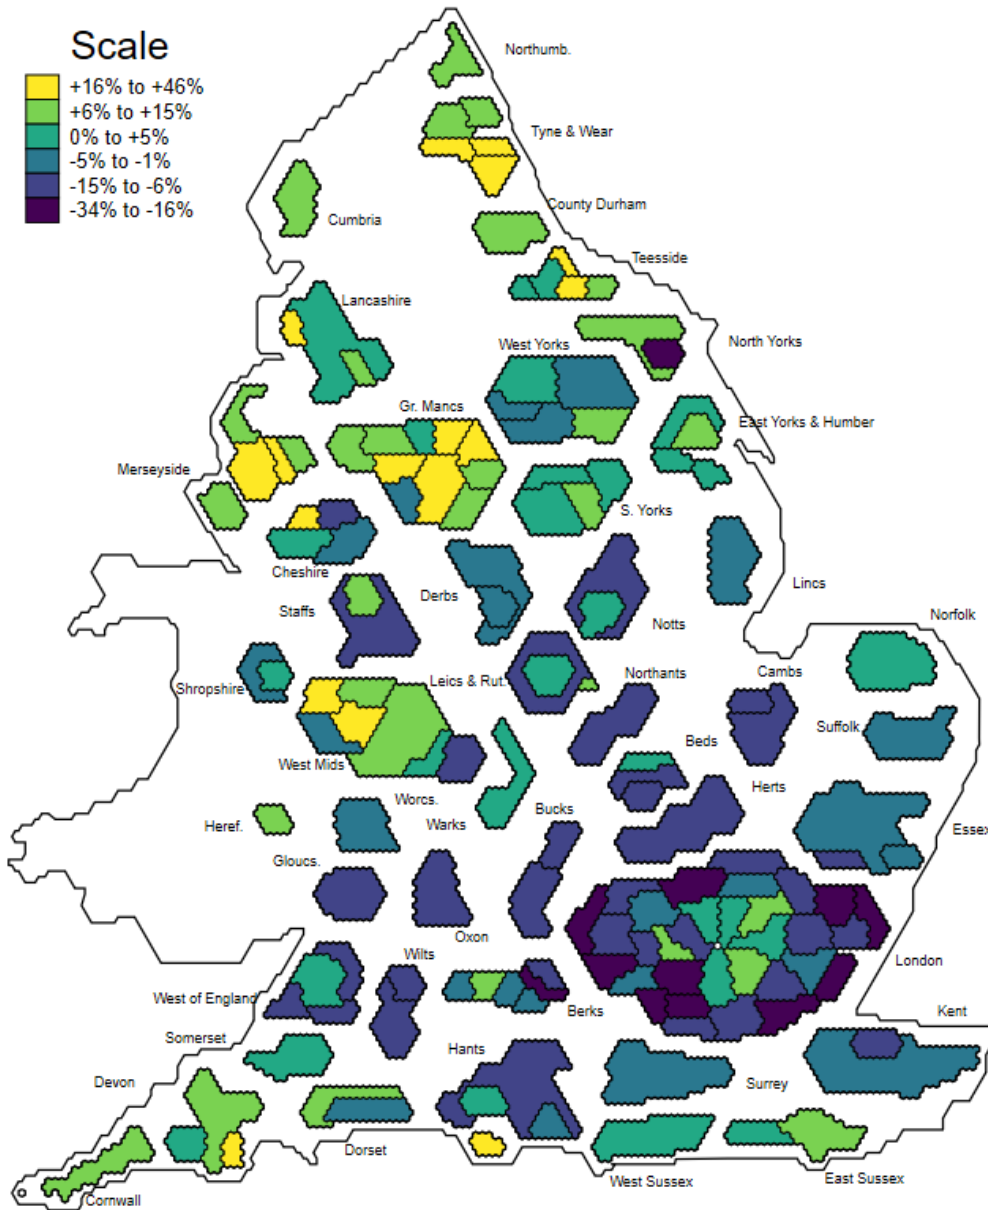 Scale
+16% to +46%
+6% to +15%
0% to +5%
-5% to -1%
-15% to -6%
-34% to -16%
Northumb.
Tyne & Wear
County Durham
Cumbria
Teesside
Lancashire
North Yorks
West Yorks
Gr. Mancs
East Yorks & Humber
Merseyside
S. Yorks
Cheshire
Lincs
Derbs
Staffs
Notts
Norfolk
Cambs
Northants
Leics & Rut.
Shropshire
Suffolk
Beds
West Mids
Herts
Worcs.
Bucks
Heref.
Warks
Essex
Gloucs.
Oxon
Wilts
London
West of England
Berks
Kent
Somerset
Hants
Devon
Surrey
Dorset
West Sussex
East Sussex
Cornwall